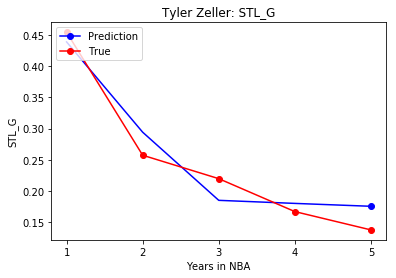 Tyler Zeller: STL_G
Prediction
True
0.45
0.40
0.35
0.30
0.25
0.20
0.15
STL_G
1 2 3 4 5
Years in NBA